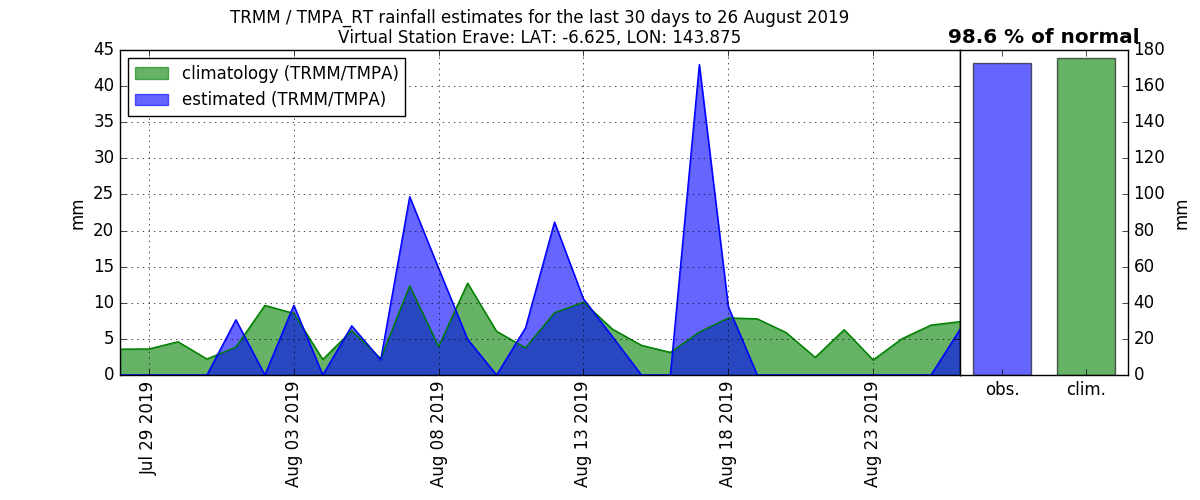 TRMM / TMPA_RT rainfall estimates for the last 30 days to 26 August 2019
Virtual Station Erave: LAT: -6.625, LON: 143.875
98.6 % of normal
climatology (TRMM/TMPA)
estimated (TRMM/TMPA)
45
40
35
30
25
20
15
10
5
0
mm
Jul 29 2019
Aug 03 2019
Aug 08 2019
Aug 13 2019
Aug 18 2019
Aug 23 2019
obs.
clim.
180
160
140
120
100
80
60
40
20
0
mm